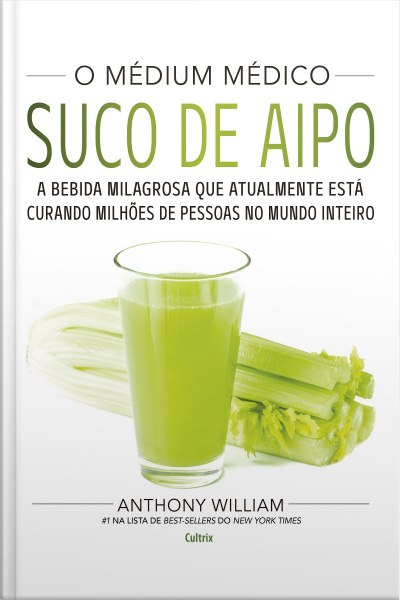 O MÉDIUM MÉDICO
SUCO DE AIPO
A BEBIDA MILAGROSA QUE ATUALMENTE ESTÁ
CURANDO MILHÕES DE PESSOAS NO MUNDO INTEIRO
ANTHONY WILLIAM
#1 NA LISTA DE BEST-SELLERS DO NEW YORK TIMES
Cultrix